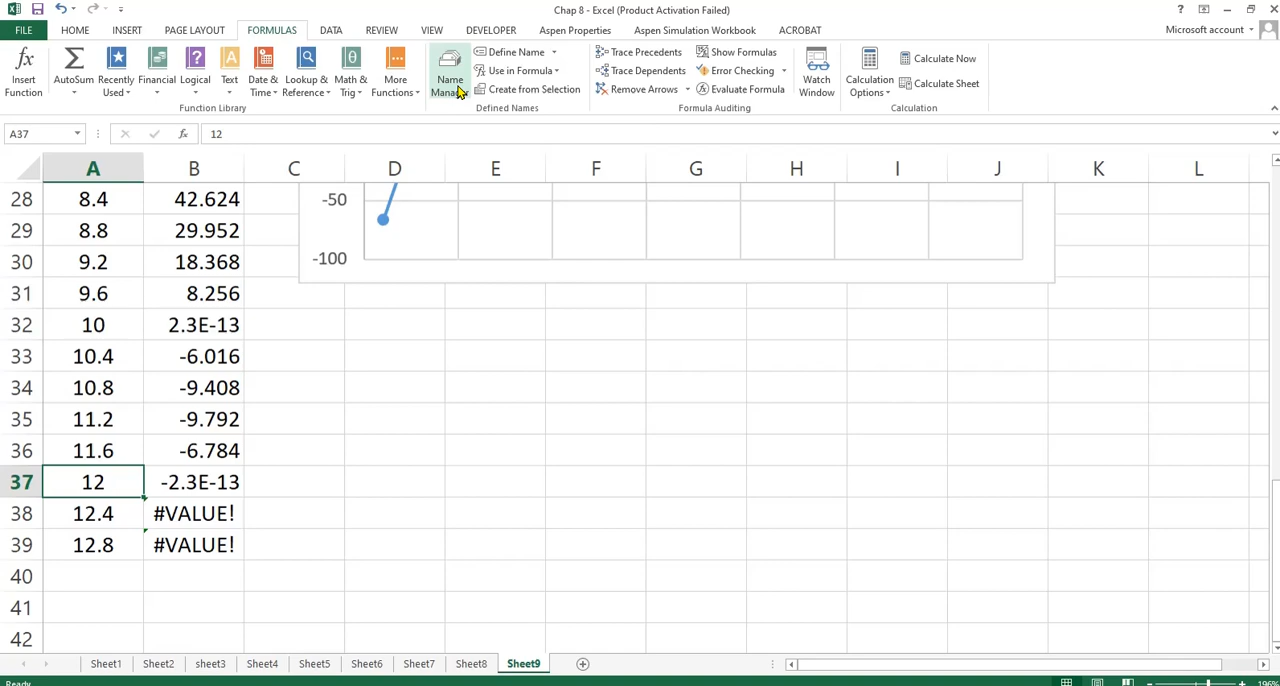 Chap 8 - Excel (Product Activation Failed)
FILE HOME INSERT PAGE LAYOUT FORMULAS DATA REVIEW VIEW DEVELOPER Aspen Properties Aspen Simulation Workbook ACROBAT Microsoft account
fx Insert Function
Σ AutoSum
Recently Used
Financial
Logical
Text
Date & Time
Lookup & Reference
Math & Trig
More Functions
Function Library
Name Manager
Define Name
Use in Formula
Create from Selection
Defined Names
Trace Precedents
Trace Dependents
Remove Arrows
Show Formulas
Error Checking
Evaluate Formula
Formula Auditing
Watch Window
Calculation Options
Calculate Now
Calculate Sheet
Calculation
A37 fx 12
A B C D E F G H I J K L
28 8.4 42.624 -50
29 8.8 29.952
30 9.2 18.368 -100
31 9.6 8.256
32 10 2.3E-13
33 10.4 -6.016
34 10.8 -9.408
35 11.2 -9.792
36 11.6 -6.784
37 12 -2.3E-13
38 12.4 #VALUE!
39 12.8 #VALUE!
40
41
42
Sheet1 Sheet2 sheet3 Sheet4 Sheet5 Sheet6 Sheet7 Sheet8 Sheet9
Ready 196%